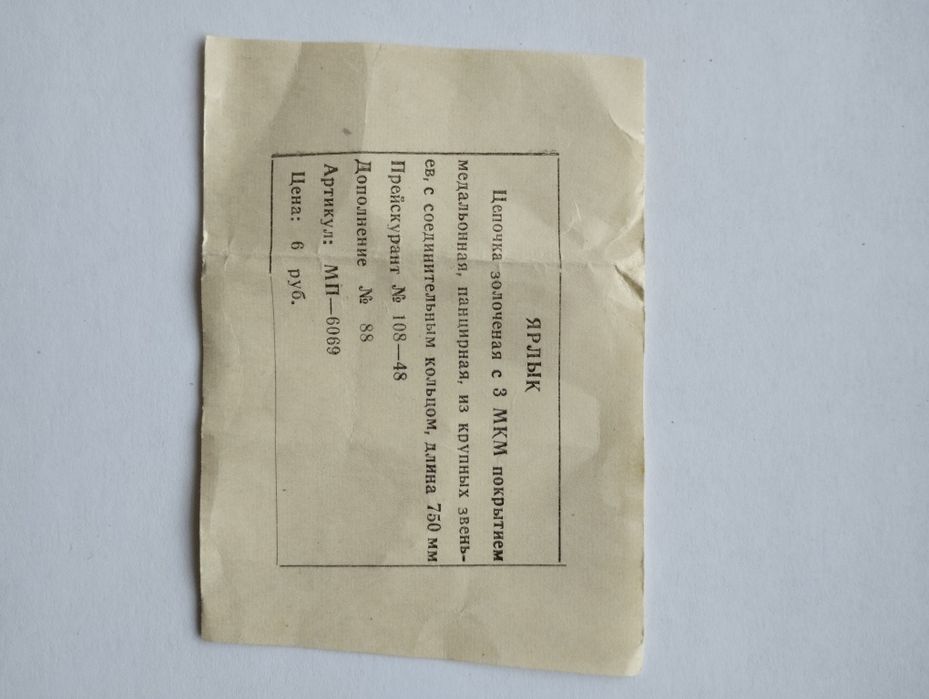 ЯРЛЫК
Цепочка золоченая с 3 МКМ покрытием
медальонная, панцирная, из крупных звень-
ев, с соединительным кольцом, длина 750 мм
Прейскурант № 108—48
Дополнение № 88
Артикул: МП—6069
Цена: 6 руб.